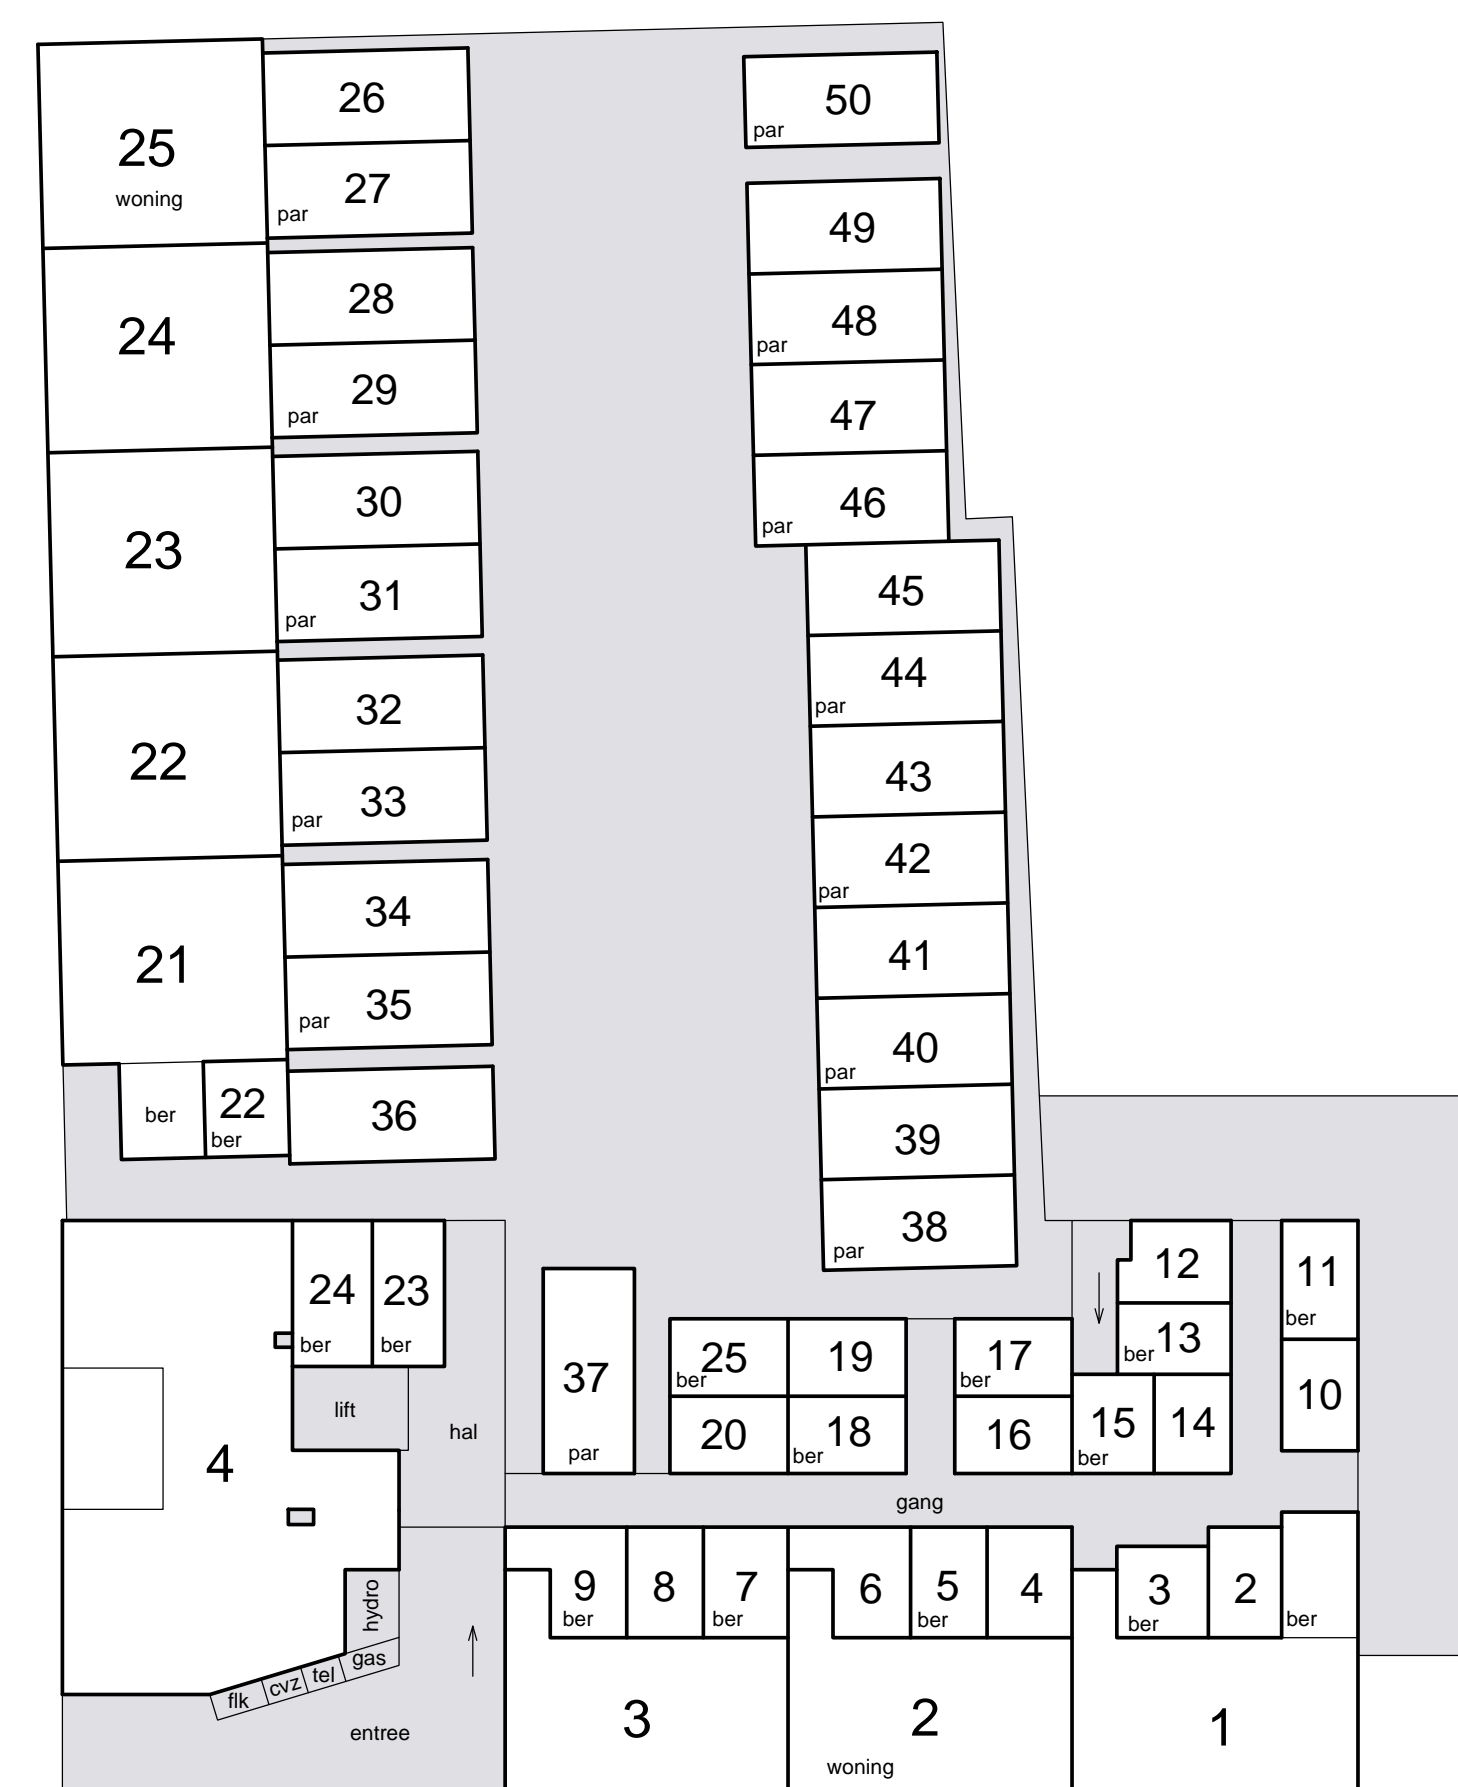 26
50
25
woning
27
par
par
49
28
24
48
29
par
par
47
30
46
23
par
31
par
45
44
32
par
22
43
33
par
42
par
34
41
21
35
par
40
par
36
ber
22
ber
39
38
par
24
ber
23
ber
12
11
ber
13
ber
37
par
25
ber
19
17
ber
10
lift
hal
20
18
ber
16
15
ber
14
4
gang
hydro
9
ber
8
7
ber
6
5
ber
4
3
ber
2
ber
gas
tel
cvz
flk
entree
3
2
woning
1